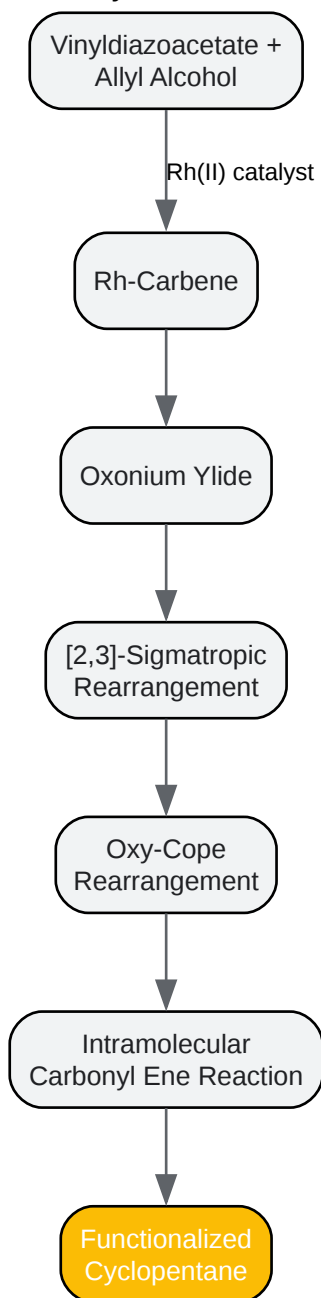 Vinyldiazoacetate +
Allyl Alcohol
Rh(II) catalyst
Rh-Carbene
Oxonium Ylide
[2,3]-Sigmatropic
Rearrangement
Oxy-Cope
Rearrangement
Intramolecular
Carbonyl Ene Reaction
Functionalized
Cyclopentane